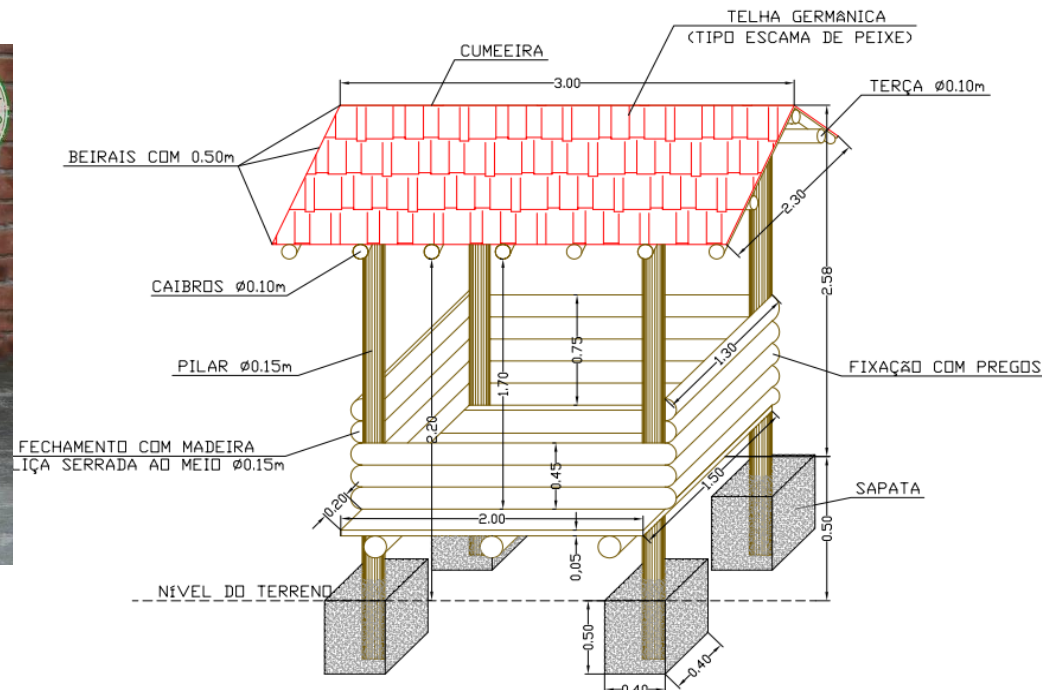 TELHA GERMÂNICA
(TIPO ESCAMA DE PEIXE)
CUMEEIRA
3.00
TERÇA Ø0.10m
BEIRAIS COM 0.50m
2.30
2.58
CAIBROS Ø0.10m
0.75
1.30
PILAR Ø0.15m
1.70
FIXAÇÃO COM PREGOS
2.20
FECHAMENTO COM MADEIRA
LIÇA SERRADA AO MEIO Ø0.15m
0.45
1.50
SAPATA
0.20
2.00
0.50
0,05
NÍVEL DO TERRENO
0.50
0.40
0.40